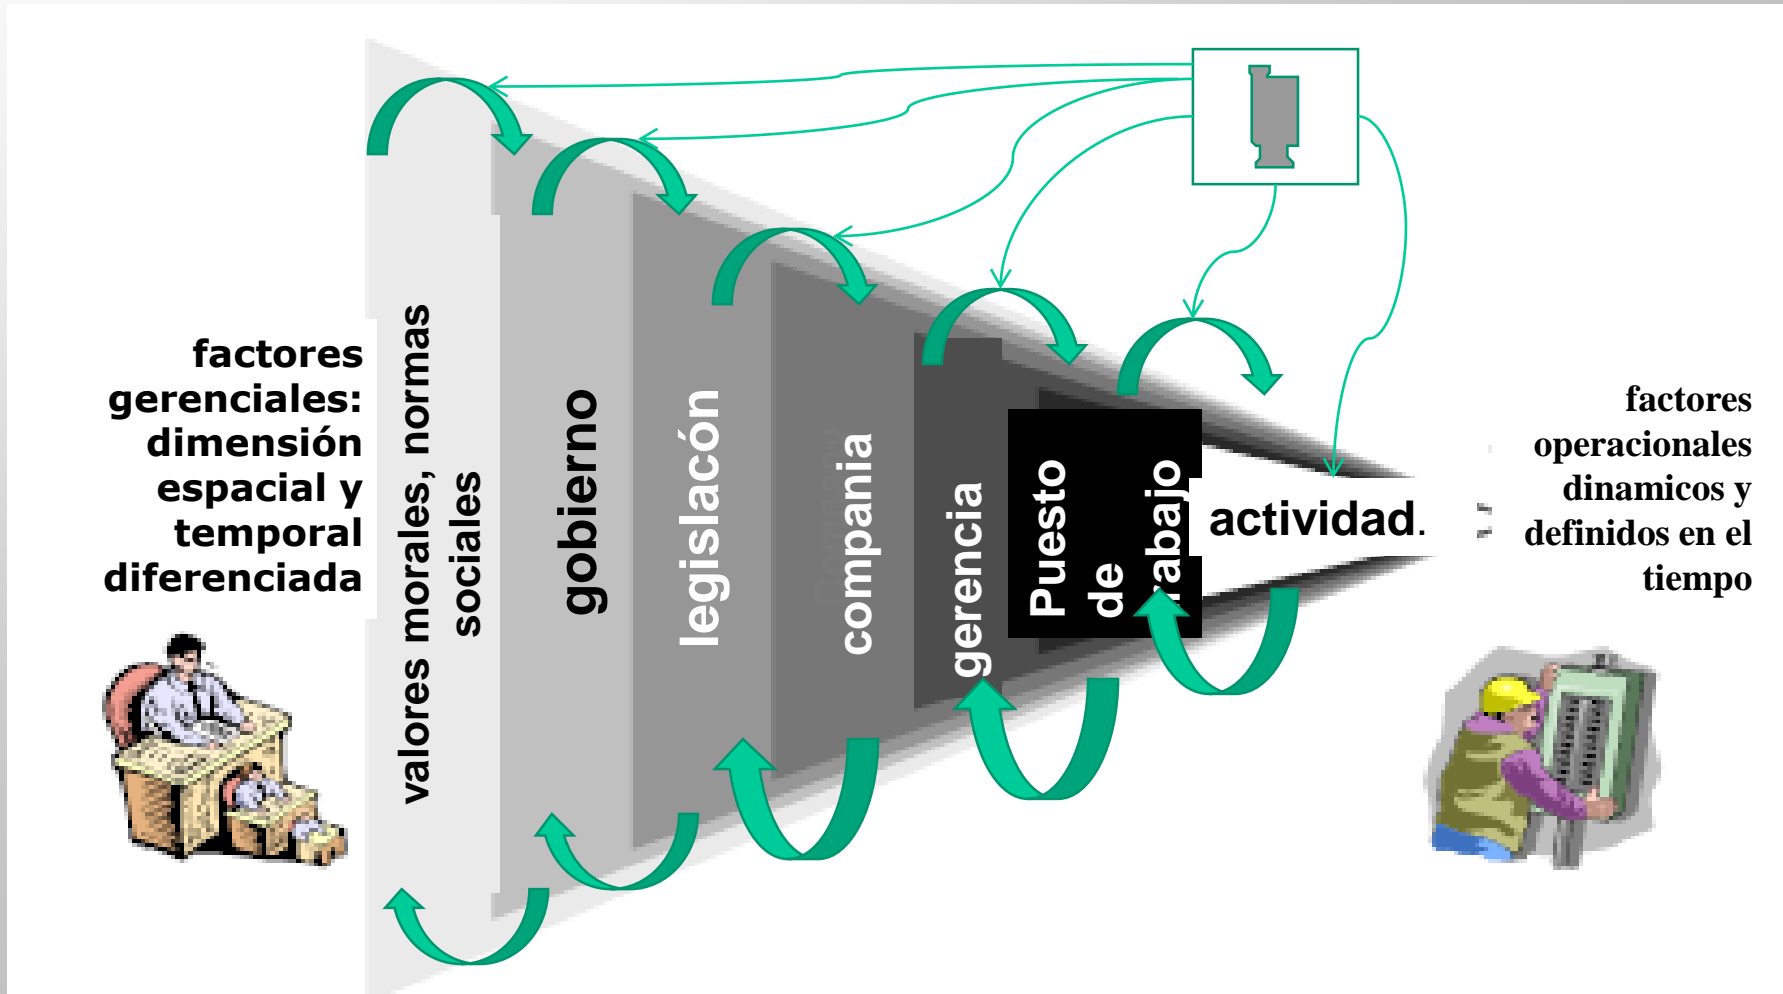 factores
gerenciales:
dimensión
espacial y
temporal
diferenciada
valores morales, normas
sociales
gobierno
legislacón
compania
gerencia
Puesto
de
rabajo
actividad.
factores
operacionales
dinamicos y
definidos en el
tiempo